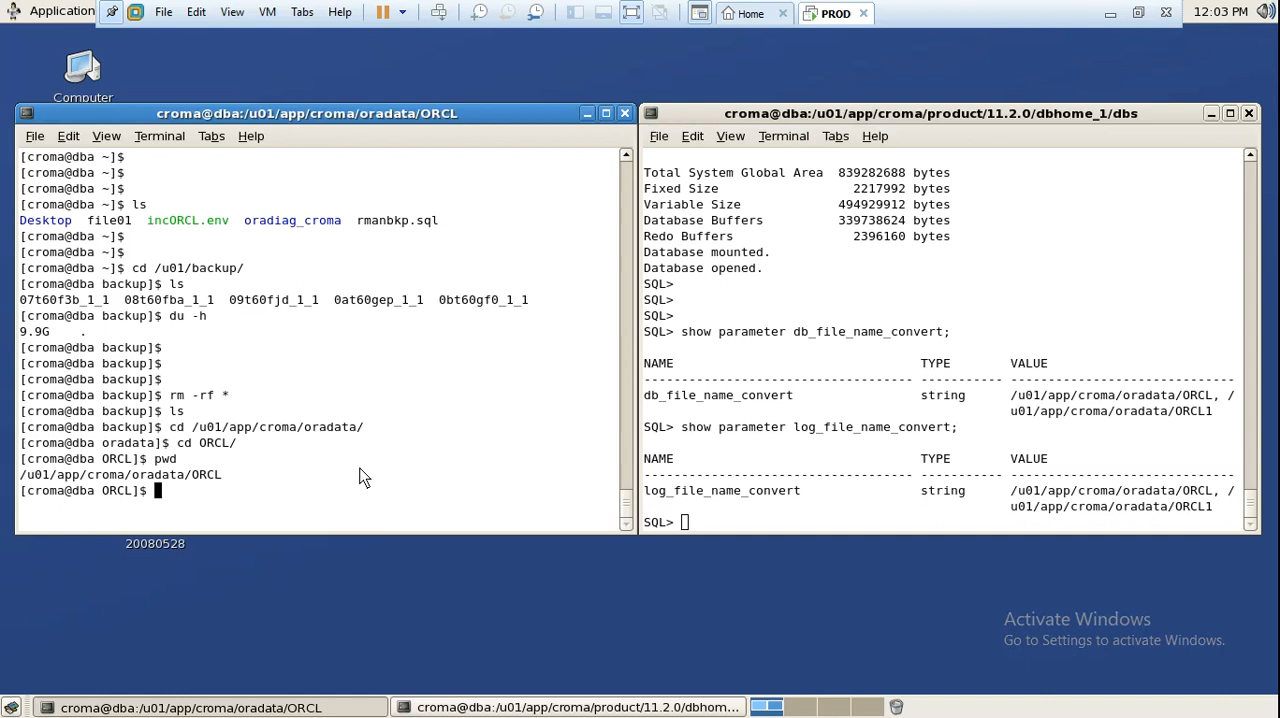 Application
File Edit View VM Tabs Help
Home
PROD
12:03 PM
Computer
croma@dba:/u01/app/croma/oradata/ORCL
File Edit View Terminal Tabs Help
[croma@dba ~]$
[croma@dba ~]$
[croma@dba ~]$
[croma@dba ~]$ ls
Desktop file01 incORCL.env oradiag_croma rmanbkp.sql
[croma@dba ~]$
[croma@dba ~]$
[croma@dba ~]$ cd /u01/backup/
[croma@dba backup]$ ls
07t60f3b_1_1 08t60fba_1_1 09t60fjd_1_1 0at60gep_1_1 0bt60gf0_1_1
[croma@dba backup]$ du -h
9.9G .
[croma@dba backup]$
[croma@dba backup]$
[croma@dba backup]$
[croma@dba backup]$ rm -rf *
[croma@dba backup]$ ls
[croma@dba backup]$ cd /u01/app/croma/oradata/
[croma@dba oradata]$ cd ORCL/
[croma@dba ORCL]$ pwd
/u01/app/croma/oradata/ORCL
[croma@dba ORCL]$
croma@dba:/u01/app/croma/product/11.2.0/dbhome_1/dbs
File Edit View Terminal Tabs Help
Total System Global Area 839282688 bytes
Fixed Size 2217992 bytes
Variable Size 494929912 bytes
Database Buffers 339738624 bytes
Redo Buffers 2396160 bytes
Database mounted.
Database opened.
SQL>
SQL>
SQL>
SQL> show parameter db_file_name_convert;
NAME TYPE VALUE
------------------------------------ ----------- ------------------------------
db_file_name_convert string /u01/app/croma/oradata/ORCL, /
u01/app/croma/oradata/ORCL1
SQL> show parameter log_file_name_convert;
NAME TYPE VALUE
------------------------------------ ----------- ------------------------------
log_file_name_convert string /u01/app/croma/oradata/ORCL, /
u01/app/croma/oradata/ORCL1
SQL>
20080528
Activate Windows
Go to Settings to activate Windows.
croma@dba:/u01/app/croma/oradata/ORCL
croma@dba:/u01/app/croma/product/11.2.0/dbhom...